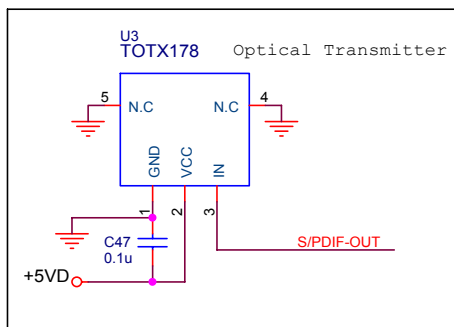 U3
TOTX178
Optical Transmitter
5
N.C
N.C
4
GND
VCC
IN
1
2
3
C47
0.1u
S/PDIF-OUT
+5VD